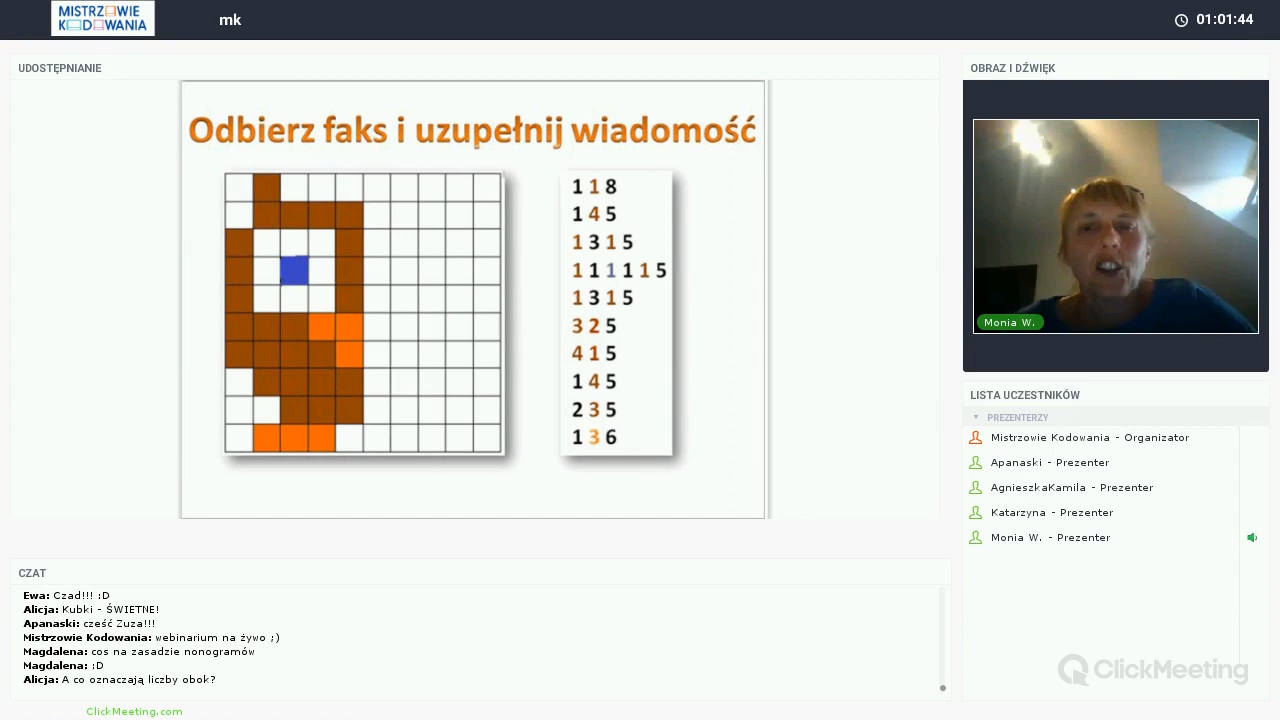 MISTRZOWIE
KODOWANIA
mk
01:01:44
UDOSTĘPNIANIE
Odbierz faks i uzupełnij wiadomość
1 1 8
1 4 5
1 3 1 5
1 1 1 1 1 5
1 3 1 5
3 2 5
4 1 5
1 4 5
2 3 5
1 3 6
OBRAZ I DŹWIĘK
Monia W.
LISTA UCZESTNIKÓW
PREZENTERZY
Mistrzowie Kodowania - Organizator
Apanaski - Prezenter
AgnieszkaKamila - Prezenter
Katarzyna - Prezenter
Monia W. - Prezenter
ClickMeeting
CZAT
Ewa: Czad!!! :D
Alicja: Kubki - ŚWIETNE!
Apanaski: cześć Zuza!!!
Mistrzowie Kodowania: webinarium na żywo ;)
Magdalena: cos na zasadzie nonogramów
Magdalena: :D
Alicja: A co oznaczają liczby obok?
ClickMeeting.com